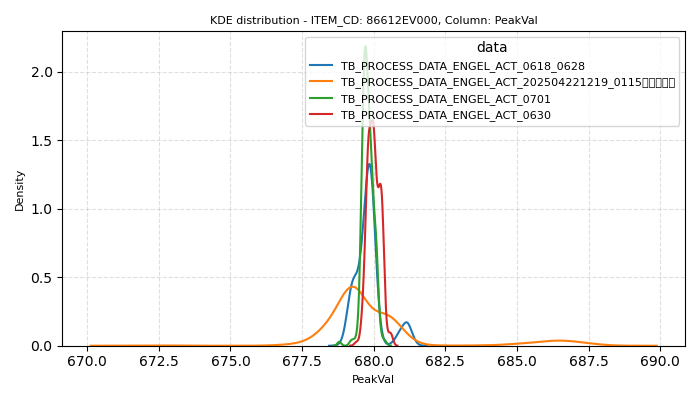 KDE distribution - ITEM_CD: 86612EV000, Column: PeakVal
data
TB_PROCESS_DATA_ENGEL_ACT_0618_0628
TB_PROCESS_DATA_ENGEL_ACT_202504221219_0115
TB_PROCESS_DATA_ENGEL_ACT_0701
TB_PROCESS_DATA_ENGEL_ACT_0630
Density
2.0
1.5
1.0
0.5
0.0
670.0 672.5 675.0 677.5 680.0 682.5 685.0 687.5 690.0
PeakVal